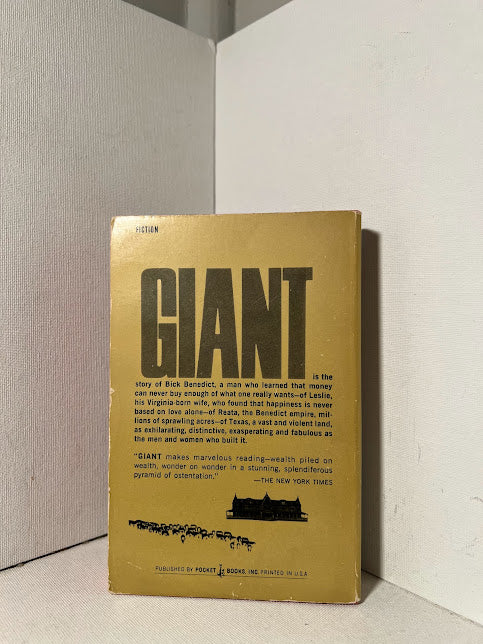 FICTION
GIANT
is the
story of Bick Benedict, a man who learned that money
can never buy enough of what one really wants—of Leslie,
his Virginia-born wife, who found that happiness is never
based on love alone—of Reata, the Benedict empire, mil-
lions of sprawling acres—of Texas, a vast and violent land,
as exhilarating, distinctive, exasperating and fabulous as
the men and women who built it.
"GIANT makes marvelous reading—wealth piled on
wealth, wonder on wonder in a stunning, splendiferous
pyramid of ostentation."
—THE NEW YORK TIMES
PUBLISHED BY POCKET BOOKS, INC. PRINTED IN U.S.A.